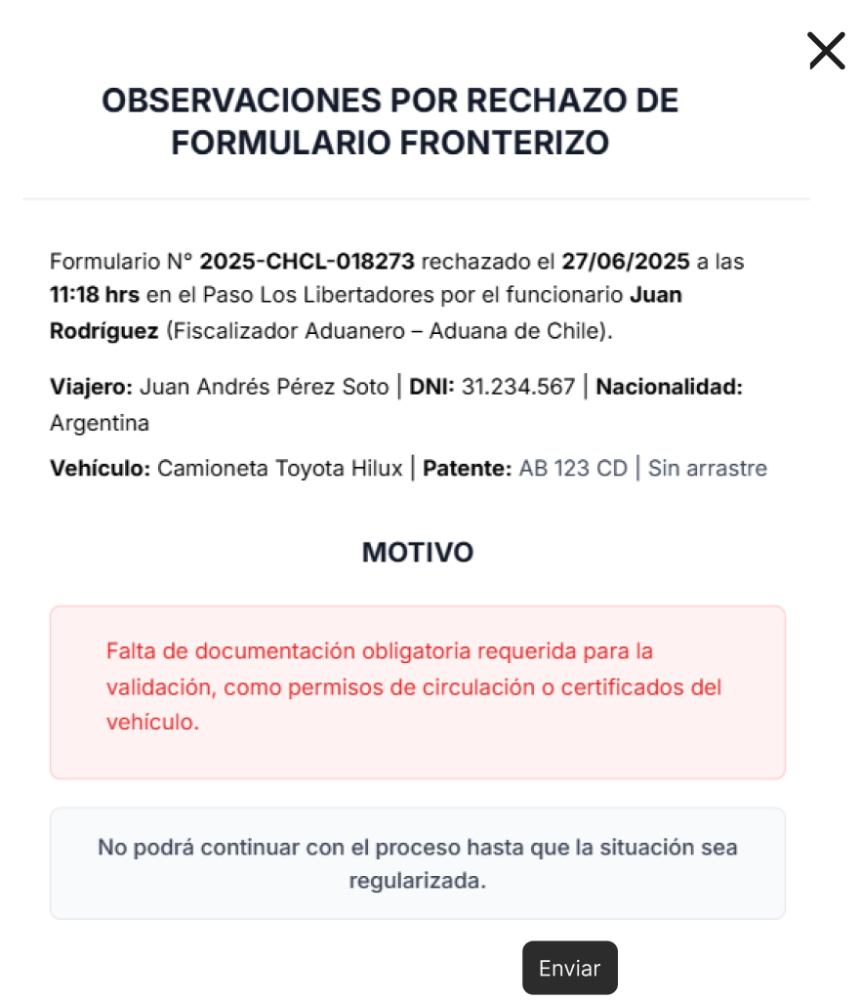 OBSERVACIONES POR RECHAZO DE
FORMULARIO FRONTERIZO
Formulario N° 2025-CHCL-018273 rechazado el 27/06/2025 a las
11:18 hrs en el Paso Los Libertadores por el funcionario Juan
Rodríguez (Fiscalizador Aduanero – Aduana de Chile).
Viajero: Juan Andrés Pérez Soto | DNI: 31.234.567 | Nacionalidad:
Argentina
Vehículo: Camioneta Toyota Hilux | Patente: AB 123 CD | Sin arrastre
MOTIVO
Falta de documentación obligatoria requerida para la
validación, como permisos de circulación o certificados del
vehículo.
No podrá continuar con el proceso hasta que la situación sea
regularizada.
Enviar